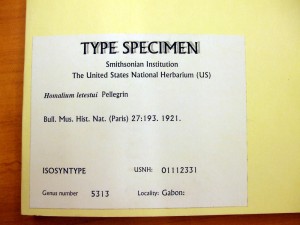 TYPE SPECIMEN
Smithsonian Institution
The United States National Herbarium (US)
Homalium letestui Pellegrin
Bull. Mus. Hist. Nat. (Paris) 27:193. 1921.
ISOSYNTYPE USNH: 01112331
Genus number 5313 Locality: Gabon: